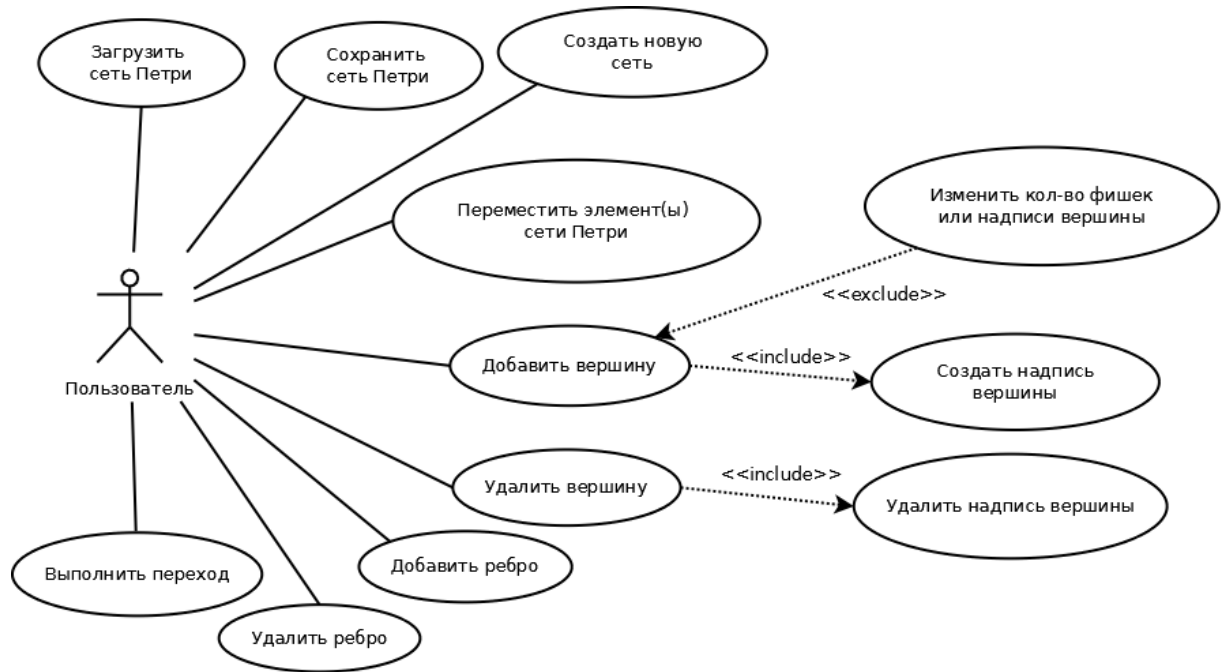 Загрузить
сеть Петри
Сохранить
сеть Петри
Создать новую
сеть
Переместить элемент(ы)
сети Петри
Изменить кол-во фишек
или надписи вершины
<<exclude>>
Добавить вершину
<<include>>
Создать надпись
вершины
Пользователь
Удалить вершину
<<include>>
Удалить надпись вершины
Выполнить переход
Добавить ребро
Удалить ребро